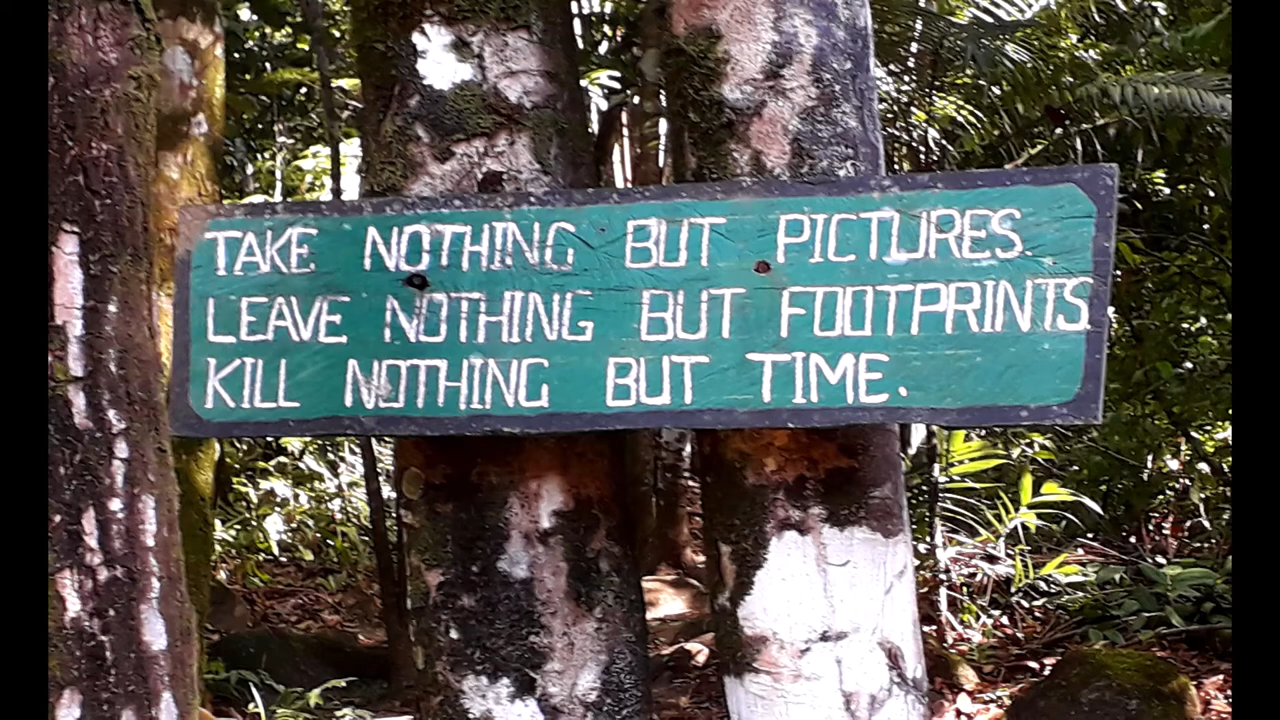 TAKE NOTHING BUT PICTURES.
LEAVE NOTHING BUT FOOTPRINTS
KILL NOTHING BUT TIME.